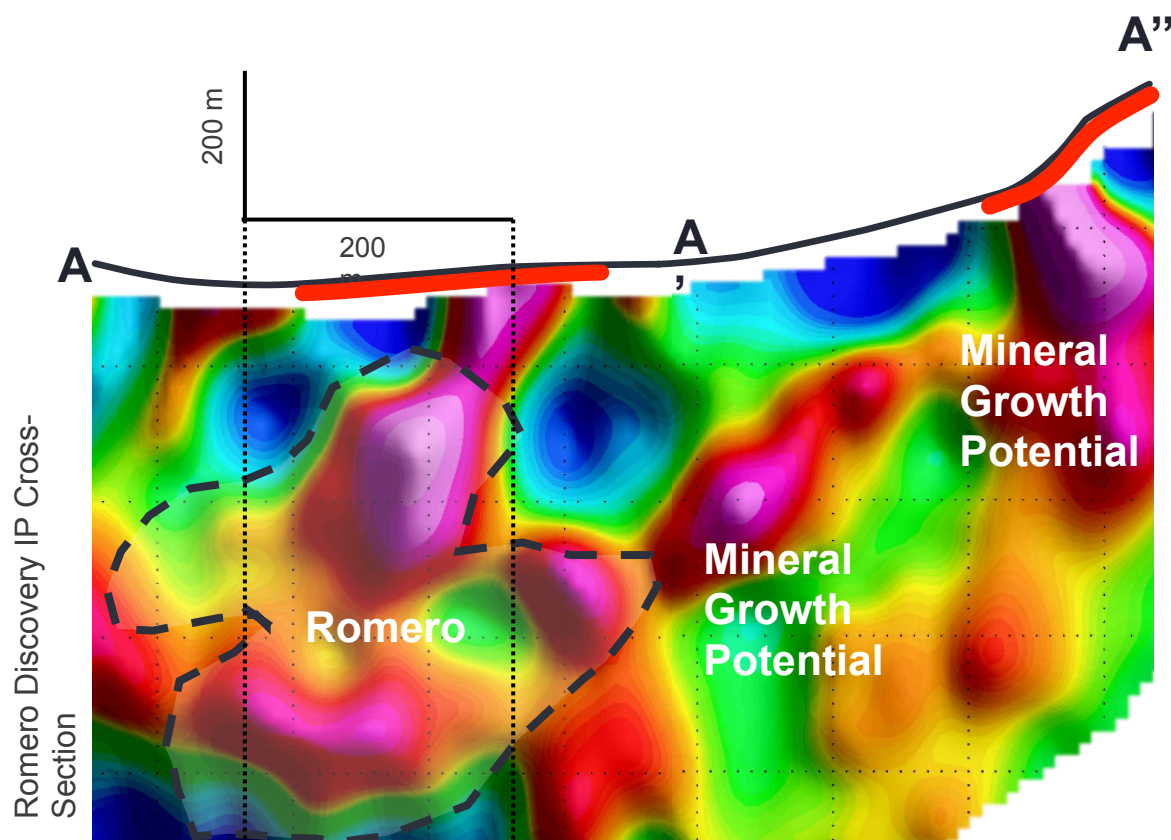 A’’
200 m
200
m
A
A
’
Mineral
Growth
Potential
Mineral
Growth
Potential
Romero
Romero Discovery IP Cross-
Section